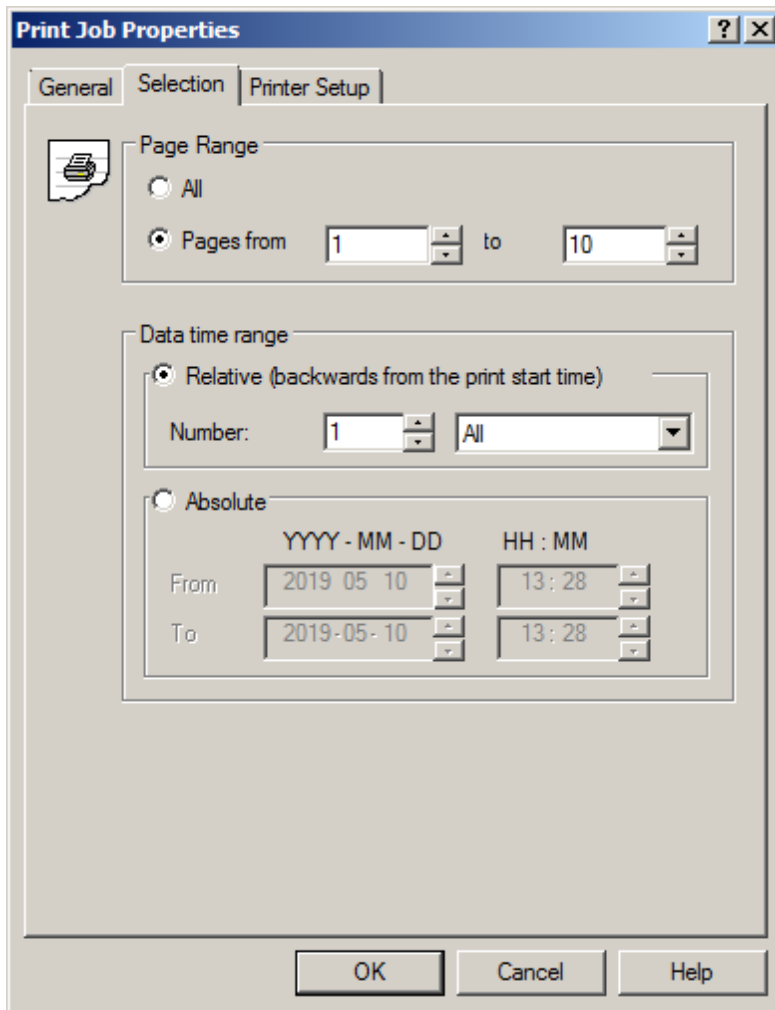 Print Job Properties
General Selection Printer Setup
Page Range
All
Pages from 1 to 10
Data time range
Relative (backwards from the print start time)
Number: 1 All
Absolute
YYYY - MM - DD HH : MM
From 2019 05 10 13 : 28
To 2019-05-10 13 : 28
OK Cancel Help